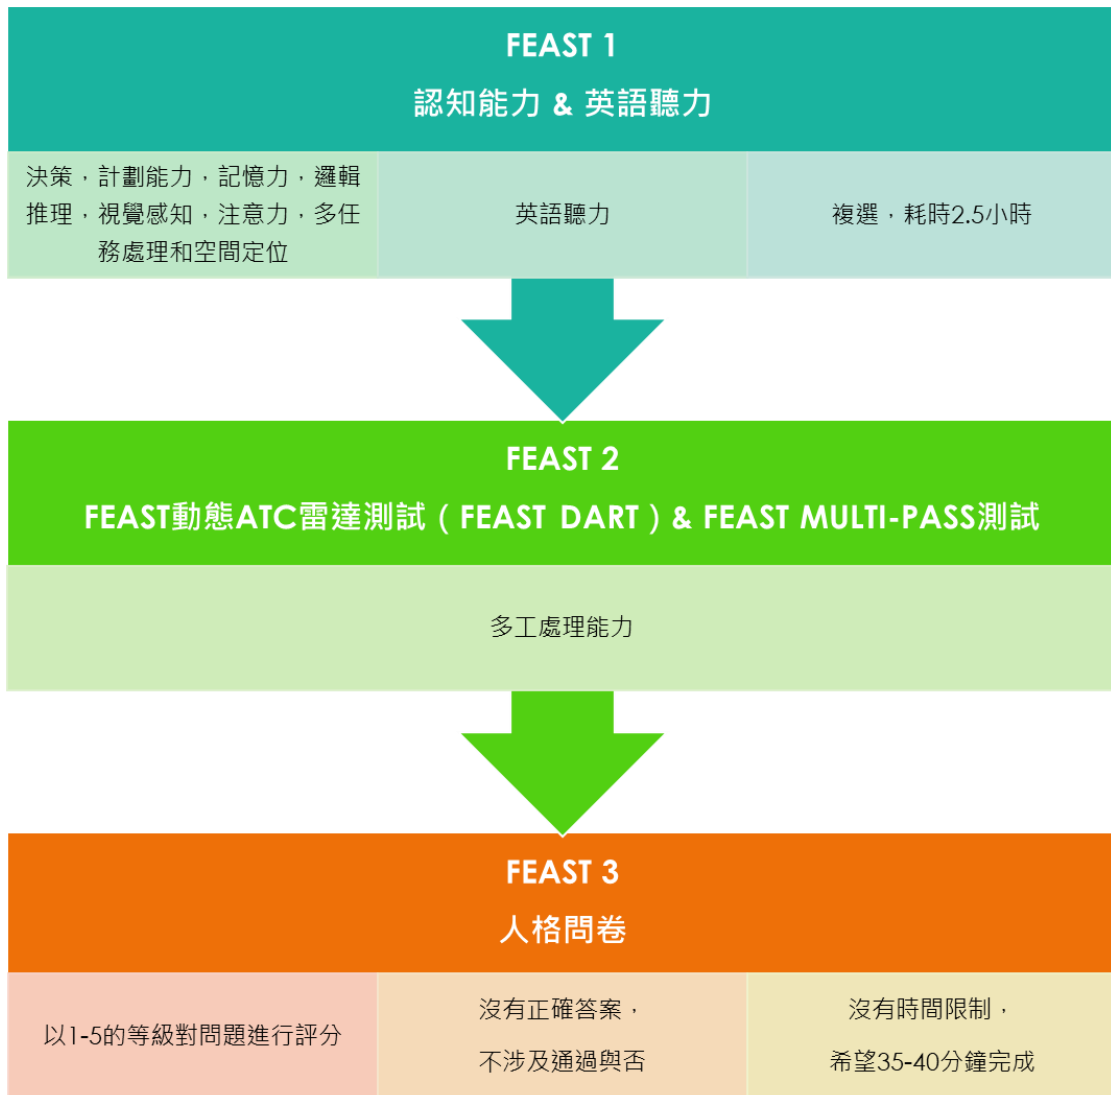 FEAST 1
認知能力 & 英語聽力
決策，計劃能力，記憶力，邏輯
推理，視覺感知，注意力，多任
務處理和空間定位
英語聽力
複選，耗時2.5小時
FEAST 2
FEAST動態ATC雷達測試（FEAST DART）& FEAST MULTI-PASS測試
多工處理能力
FEAST 3
人格問卷
以1-5的等級對問題進行評分
沒有正確答案，
不涉及通過與否
沒有時間限制，
希望35-40分鐘完成